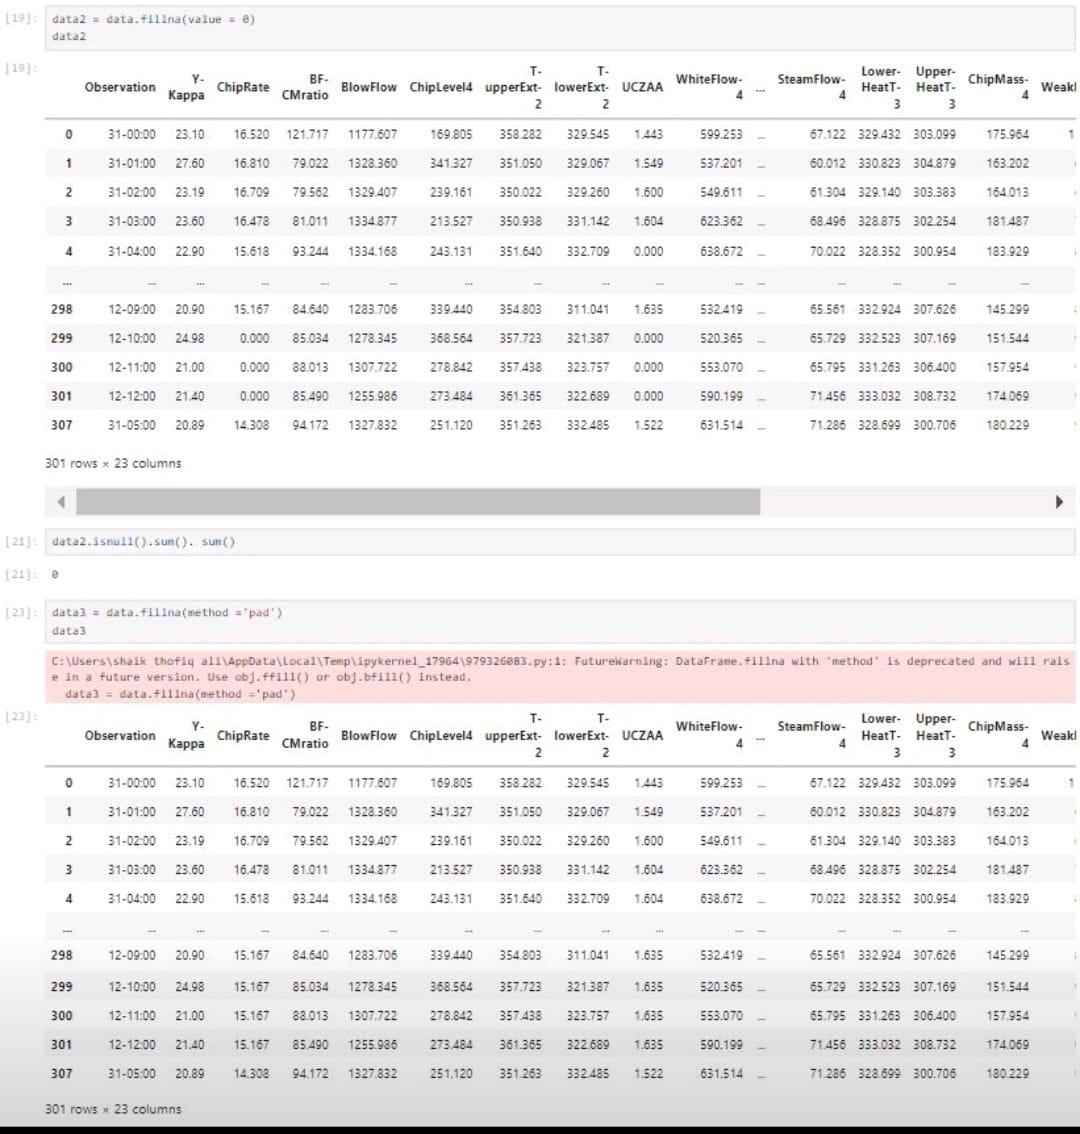 [19]: data2 = data.fillna(value = 0)
data2
[19]:
Observation Y-Kappa ChipRate BF-CMratio BlowFlow ChipLevel4 T-upperExt-2 T-lowerExt-2 UCZAA WhiteFlow-4 ... SteamFlow-4 Lower-HeatT-3 Upper-HeatT-3 ChipMass-4 Weakl
0 31-00:00 23.10 16.520 121.717 1177.607 169.805 358.282 329.545 1.443 599.253 ... 67.122 329.432 303.099 175.964 1
1 31-01:00 27.60 16.810 79.022 1328.360 341.327 351.050 329.067 1.549 537.201 ... 60.012 330.823 304.879 163.202
2 31-02:00 23.19 16.709 79.562 1329.407 239.161 350.022 329.260 1.600 549.611 ... 61.304 329.140 303.383 164.013
3 31-03:00 23.60 16.478 81.011 1334.877 213.527 350.938 331.142 1.604 623.362 ... 68.496 328.875 302.254 181.487
4 31-04:00 22.90 15.618 93.244 1334.168 243.131 351.640 332.709 0.000 638.672 ... 70.022 328.352 300.954 183.929
... ... ... ... ... ... ... ... ... ... ... ... ... ... ... ...
298 12-09:00 20.90 15.167 84.640 1283.706 339.440 354.803 311.041 1.635 532.419 ... 65.561 332.924 307.626 145.299
299 12-10:00 24.98 0.000 85.034 1278.345 368.564 357.723 321.387 0.000 520.365 ... 65.729 332.523 307.169 151.544
300 12-11:00 21.00 0.000 88.013 1307.722 278.842 357.438 323.757 0.000 553.070 ... 65.795 331.263 306.400 157.954
301 12-12:00 21.40 0.000 85.490 1255.986 273.484 361.365 322.689 0.000 590.199 ... 71.456 333.032 308.732 174.069
307 31-05:00 20.89 14.308 94.172 1327.832 251.120 351.263 332.485 1.522 631.514 ... 71.286 328.699 300.706 180.229
301 rows × 23 columns
[21]: data2.isnull().sum(). sum()
[21]: 0
[23]: data3 = data.fillna(method ='pad')
data3
C:\Users\shaik thofiq ali\AppData\Local\Temp\ipykernel_17964\979326083.py:1: FutureWarning: DataFrame.fillna with 'method' is deprecated and will rais
e in a future version. Use obj.ffill() or obj.bfill() instead.
data3 = data.fillna(method ='pad')
[23]:
Observation Y-Kappa ChipRate BF-CMratio BlowFlow ChipLevel4 T-upperExt-2 T-lowerExt-2 UCZAA WhiteFlow-4 ... SteamFlow-4 Lower-HeatT-3 Upper-HeatT-3 ChipMass-4 Weakl
0 31-00:00 23.10 16.520 121.717 1177.607 169.805 358.282 329.545 1.443 599.253 ... 67.122 329.432 303.099 175.964 1
1 31-01:00 27.60 16.810 79.022 1328.360 341.327 351.050 329.067 1.549 537.201 ... 60.012 330.823 304.879 163.202
2 31-02:00 23.19 16.709 79.562 1329.407 239.161 350.022 329.260 1.600 549.611 ... 61.304 329.140 303.383 164.013
3 31-03:00 23.60 16.478 81.011 1334.877 213.527 350.938 331.142 1.604 623.362 ... 68.496 328.875 302.254 181.487
4 31-04:00 22.90 15.618 93.244 1334.168 243.131 351.640 332.709 1.604 638.672 ... 70.022 328.352 300.954 183.929
... ... ... ... ... ... ... ... ... ... ... ... ... ... ... ...
298 12-09:00 20.90 15.167 84.640 1283.706 339.440 354.803 311.041 1.635 532.419 ... 65.561 332.924 307.626 145.299
299 12-10:00 24.98 15.167 85.034 1278.345 368.564 357.723 321.387 1.635 520.365 ... 65.729 332.523 307.169 151.544
300 12-11:00 21.00 15.167 88.013 1307.722 278.842 357.438 323.757 1.635 553.070 ... 65.795 331.263 306.400 157.954
301 12-12:00 21.40 15.167 85.490 1255.986 273.484 361.365 322.689 1.635 590.199 ... 71.456 333.032 308.732 174.069
307 31-05:00 20.89 14.308 94.172 1327.832 251.120 351.263 332.485 1.522 631.514 ... 71.286 328.699 300.706 180.229
301 rows × 23 columns